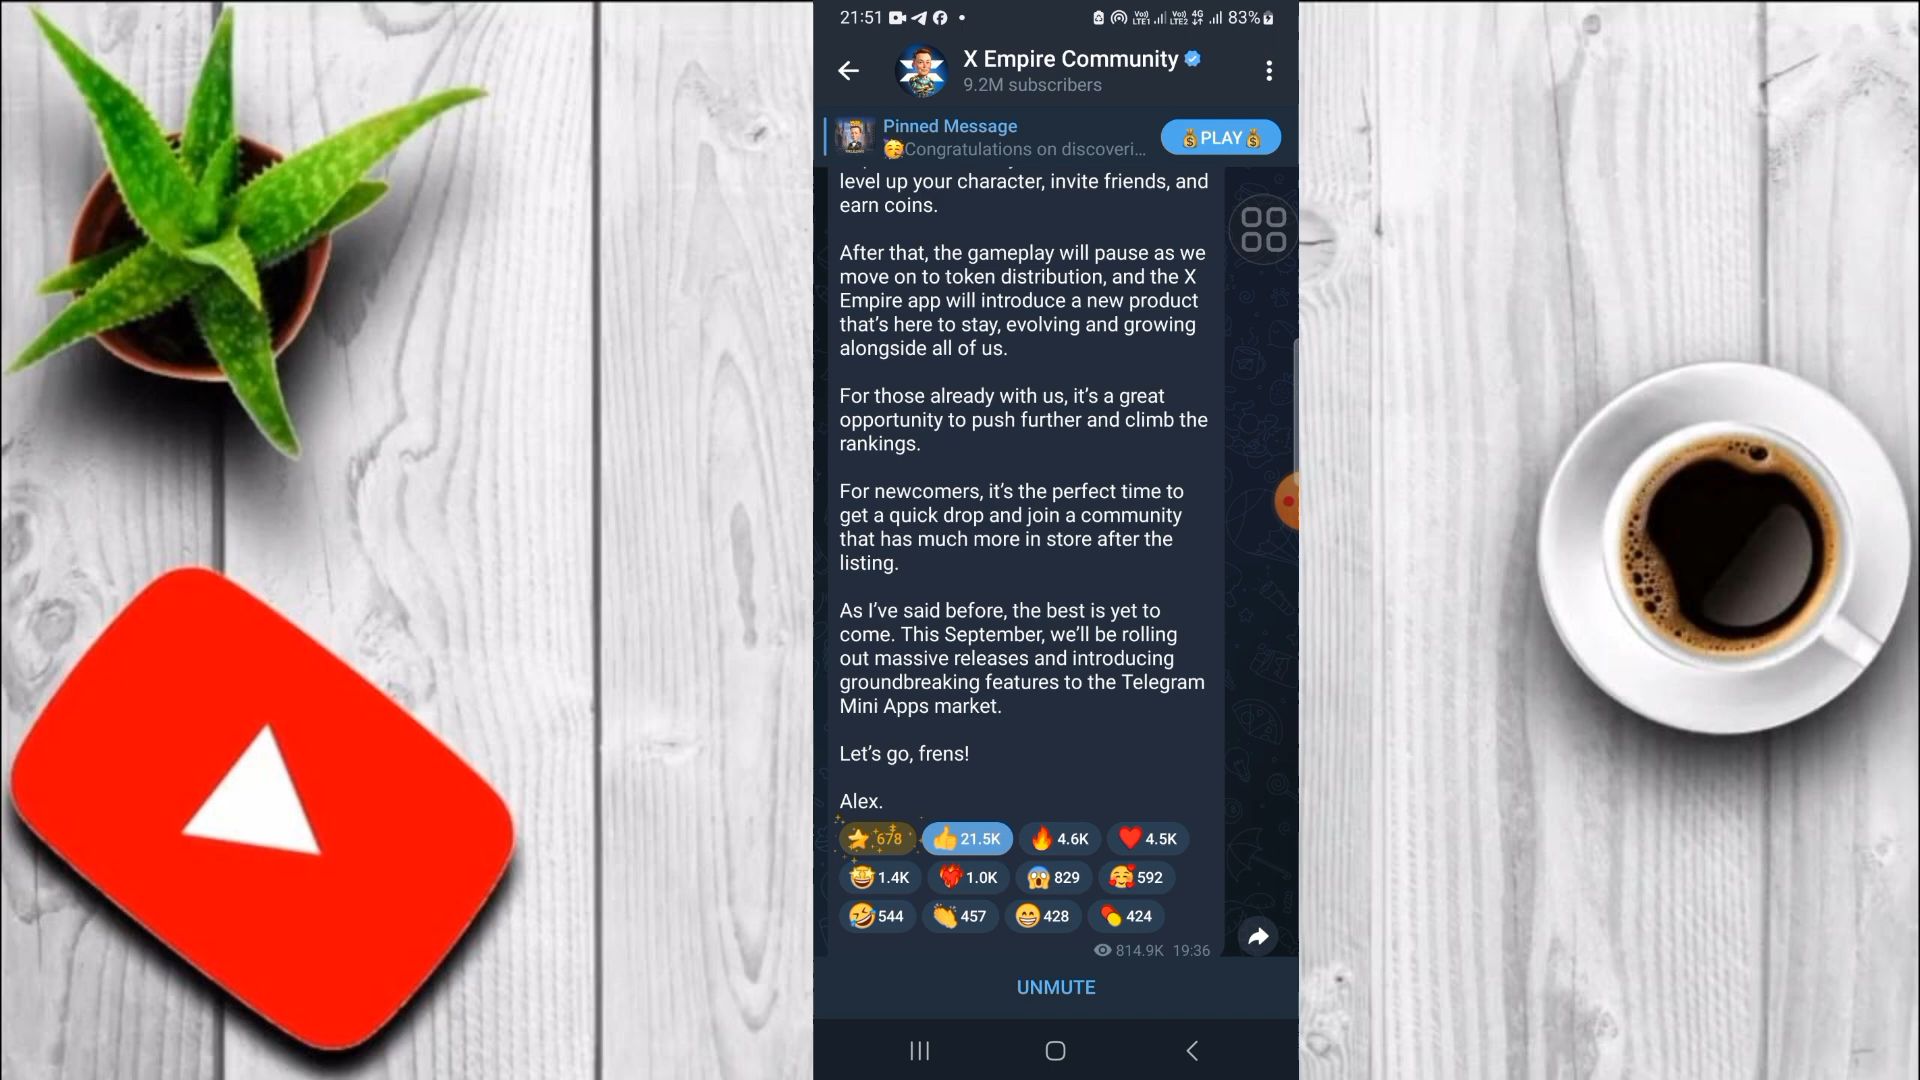 21:51
Vo)) LTE1 Vo)) LTE2 4G 83%
X Empire Community
9.2M subscribers
Pinned Message
🥳Congratulations on discoveri...
💰PLAY💰
level up your character, invite friends, and
earn coins.
After that, the gameplay will pause as we
move on to token distribution, and the X
Empire app will introduce a new product
that’s here to stay, evolving and growing
alongside all of us.
For those already with us, it’s a great
opportunity to push further and climb the
rankings.
For newcomers, it’s the perfect time to
get a quick drop and join a community
that has much more in store after the
listing.
As I’ve said before, the best is yet to
come. This September, we’ll be rolling
out massive releases and introducing
groundbreaking features to the Telegram
Mini Apps market.
Let’s go, frens!
Alex.
⭐678 👍21.5K 🔥4.6K ❤️4.5K
🤩1.4K ❤️‍🔥1.0K 😱829 🥰592
🤣544 👏457 😁428 💊424
814.9K 19:36
UNMUTE